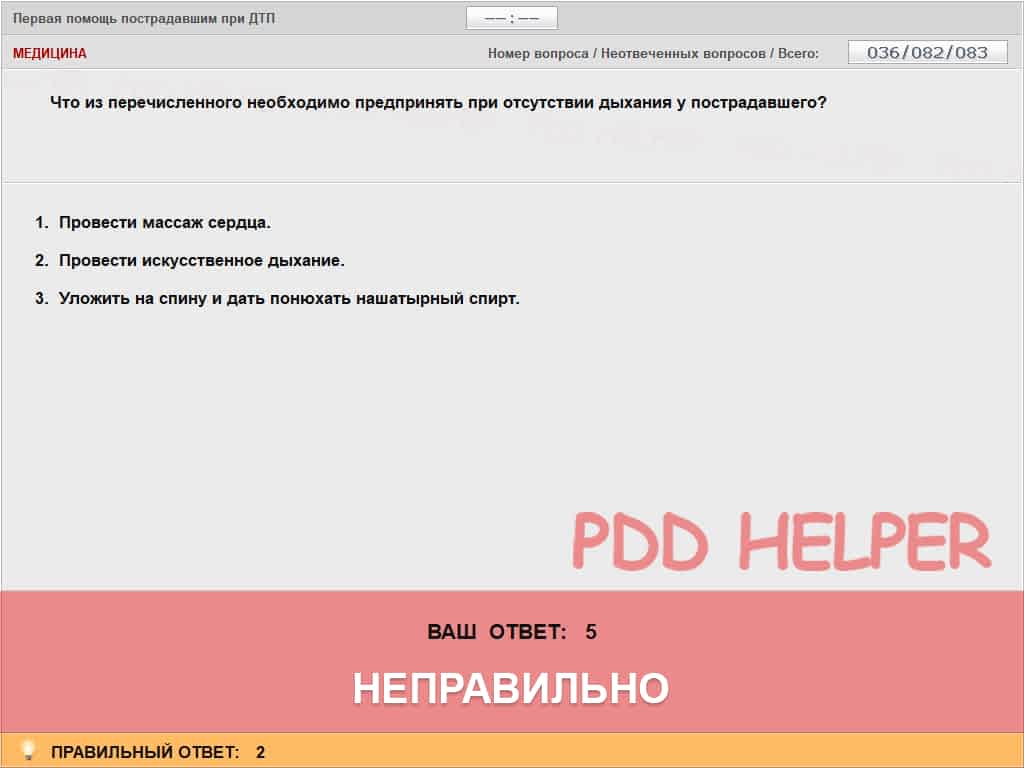 Первая помощь пострадавшим при ДТП
—— : ——
МЕДИЦИНА
Номер вопроса / Неотвеченных вопросов / Всего:
036/082/083
Что из перечисленного необходимо предпринять при отсутствии дыхания у пострадавшего?
1. Провести массаж сердца.
2. Провести искусственное дыхание.
3. Уложить на спину и дать понюхать нашатырный спирт.
PDD HELPER
ВАШ ОТВЕТ: 5
НЕПРАВИЛЬНО
ПРАВИЛЬНЫЙ ОТВЕТ: 2